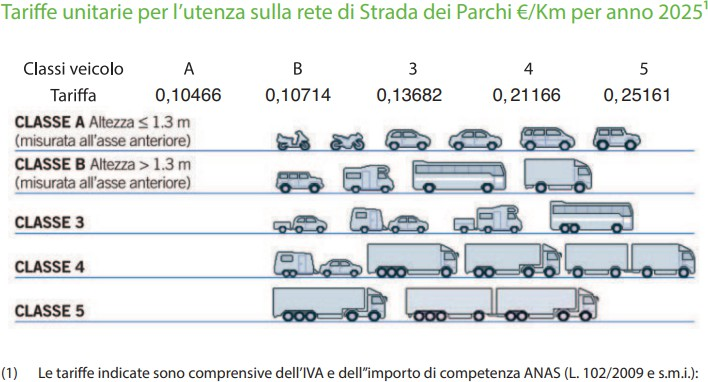 Tariffe unitarie per l'utenza sulla rete di Strada dei Parchi €/Km per anno 2025¹
Classi veicolo A B 3 4 5
Tariffa 0,10466 0,10714 0,13682 0,21166 0,25161
CLASSE A Altezza ≤ 1.3 m
(misurata all'asse anteriore)
CLASSE B Altezza > 1.3 m
(misurata all'asse anteriore)
CLASSE 3
CLASSE 4
CLASSE 5
(1) Le tariffe indicate sono comprensive dell'IVA e dell''importo di competenza ANAS (L. 102/2009 e s.m.i.):